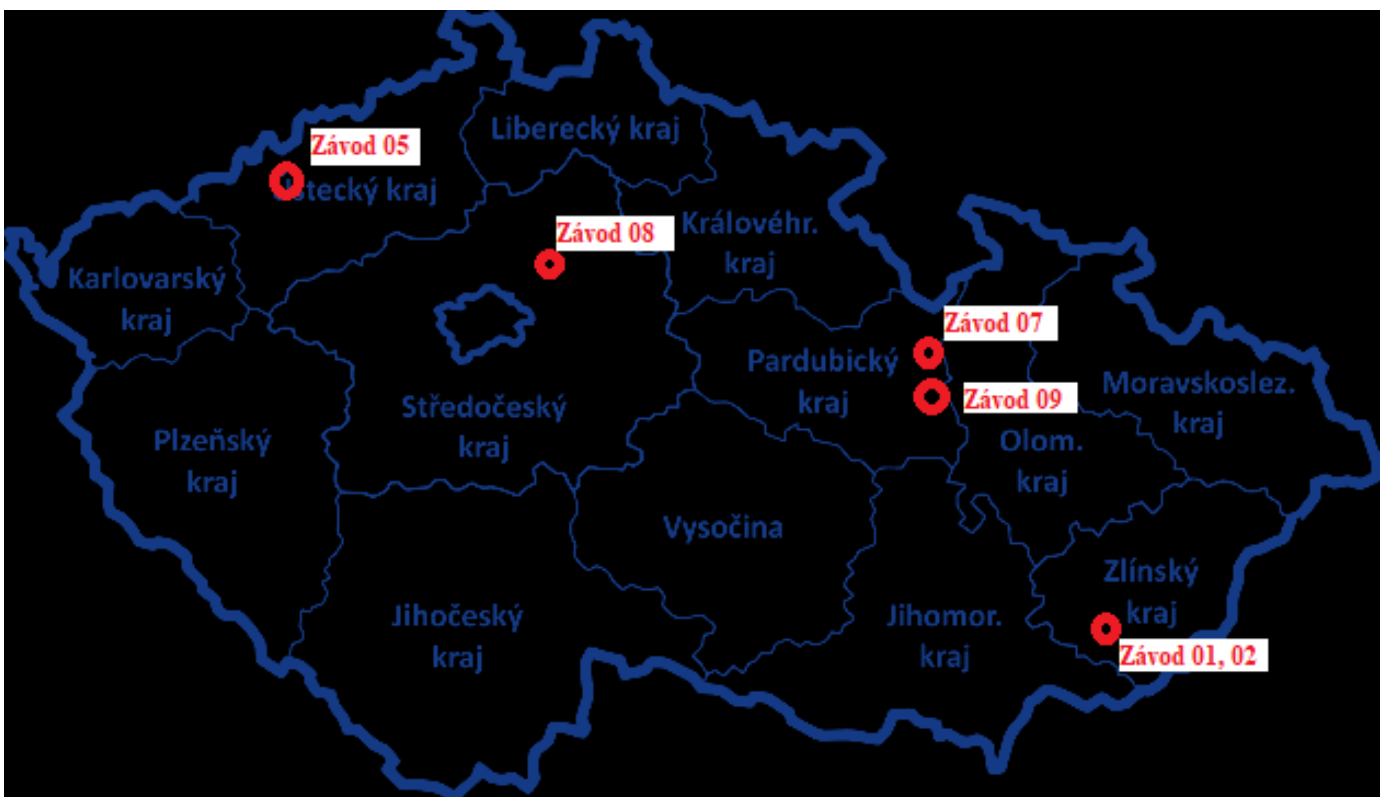 Liberecký kraj
Závod 05
stecký kraj
Závod 08
Královéhr.
kraj
Karlovarský
kraj
Závod 07
Pardubický
kraj
Moravskoslez.
kraj
Závod 09
Středočeský
kraj
Plzeňský
kraj
Olom.
kraj
Vysočina
Zlínský
kraj
Jihočeský
kraj
Jihomor.
kraj
Závod 01, 02